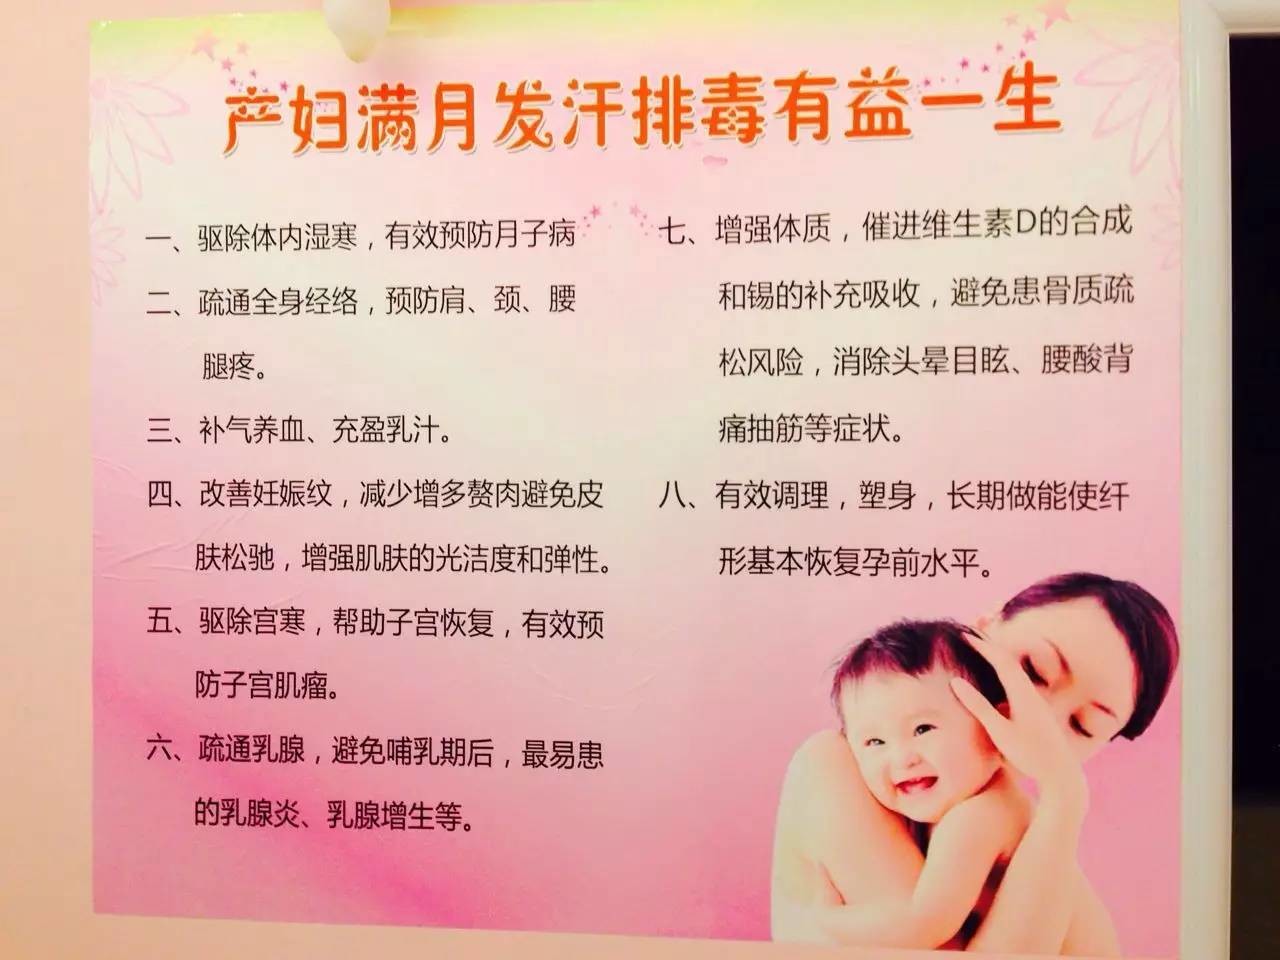 产妇满月发汗排毒有益一生
一、驱除体内湿寒，有效预防月子病
二、疏通全身经络，预防肩、颈、腰
腿疼。
三、补气养血、充盈乳汁。
四、改善妊娠纹，减少增多赘肉避免皮
肤松驰，增强肌肤的光洁度和弹性。
五、驱除宫寒，帮助子宫恢复，有效预
防子宫肌瘤。
六、疏通乳腺，避免哺乳期后，最易患
的乳腺炎、乳腺增生等。
七、增强体质，催进维生素D的合成
和锡的补充吸收，避免患骨质疏
松风险，消除头晕目眩、腰酸背
痛抽筋等症状。
八、有效调理，塑身，长期做能使纤
形基本恢复孕前水平。